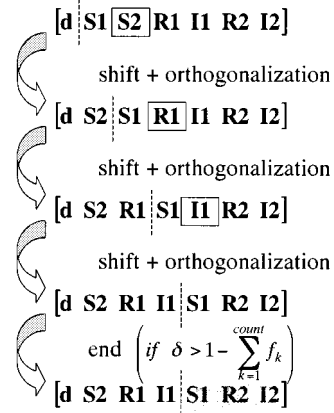 [d S1 S2 R1 I1 R2 I2]
shift + orthogonalization
[d S2 S1 R1 I1 R2 I2]
shift + orthogonalization
[d S2 R1 S1 I1 R2 I2]
shift + orthogonalization
[d S2 R1 I1 S1 R2 I2]
end (if δ > 1 − \sum_{k=1}^{count} f_k)
[d S2 R1 I1 S1 R2 I2]